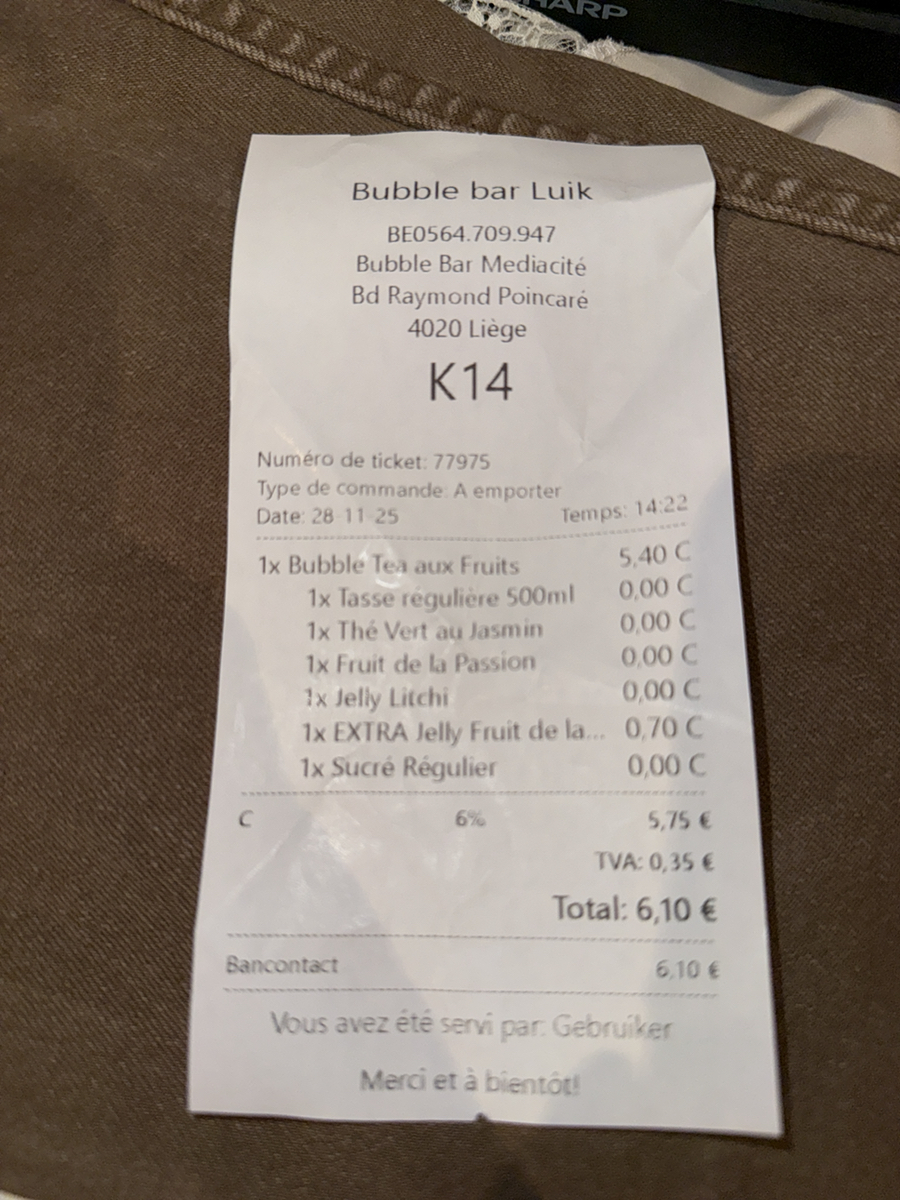 SHARP
Bubble bar Luik
BE0564.709.947
Bubble Bar Mediacité
Bd Raymond Poincaré
4020 Liège
K14
Numéro de ticket: 77975
Type de commande: A emporter
Date: 28-11-25 Temps: 14:22
1x Bubble Tea aux Fruits 5,40 C
1x Tasse régulière 500ml 0,00 C
1x Thé Vert au Jasmin 0,00 C
1x Fruit de la Passion 0,00 C
1x Jelly Litchi 0,00 C
1x EXTRA Jelly Fruit de la... 0,70 C
1x Sucré Régulier 0,00 C
C 6% 5,75 €
TVA: 0,35 €
Total: 6,10 €
Bancontact 6,10 €
Vous avez été servi par: Gebruiker
Merci et à bientôt!